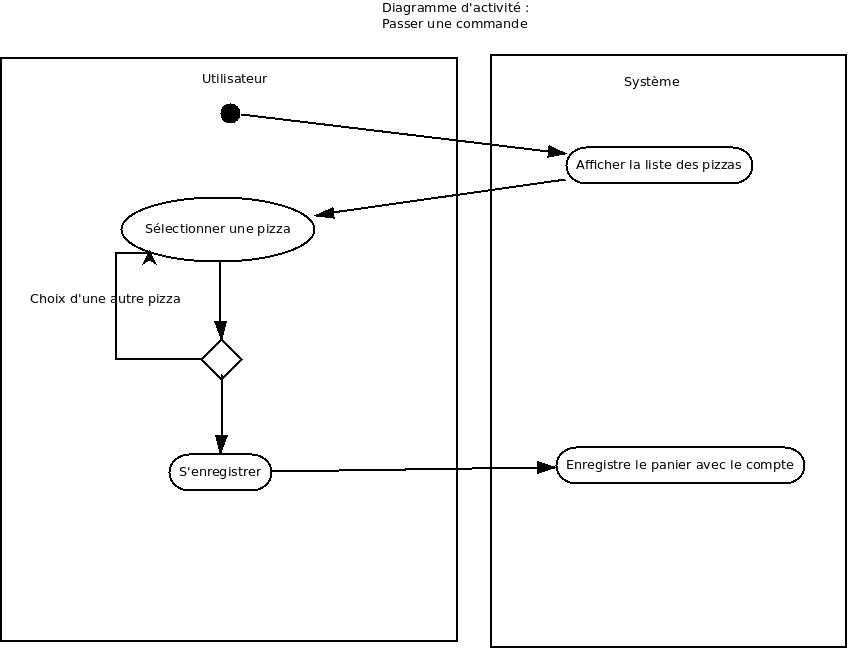 Diagramme d'activité :
Passer une commande
Utilisateur
Système
Afficher la liste des pizzas
Sélectionner une pizza
Choix d'une autre pizza
S'enregistrer
Enregistre le panier avec le compte